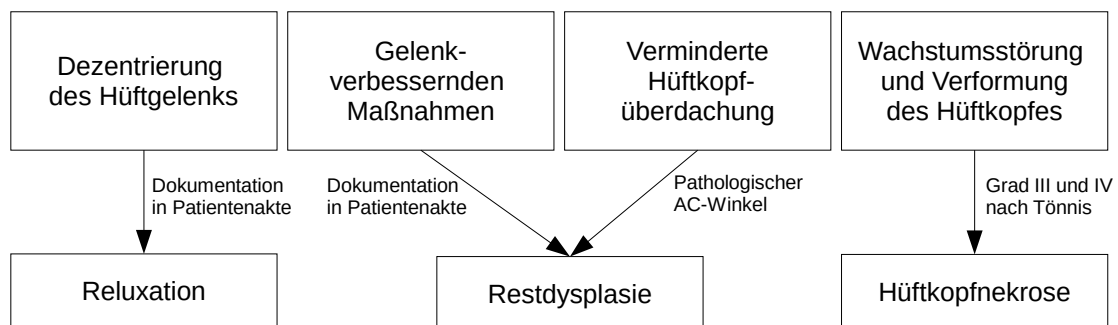 Dezentrierung
des Hüftgelenks
Gelenk-
verbessernden
Maßnahmen
Verminderte
Hüftkopf-
überdachung
Wachstumsstörung
und Verformung
des Hüftkopfes
Dokumentation
in Patientenakte
Dokumentation
in Patientenakte
Pathologischer
AC-Winkel
Grad III und IV
nach Tönnis
Reluxation
Restdysplasie
Hüftkopfnekrose